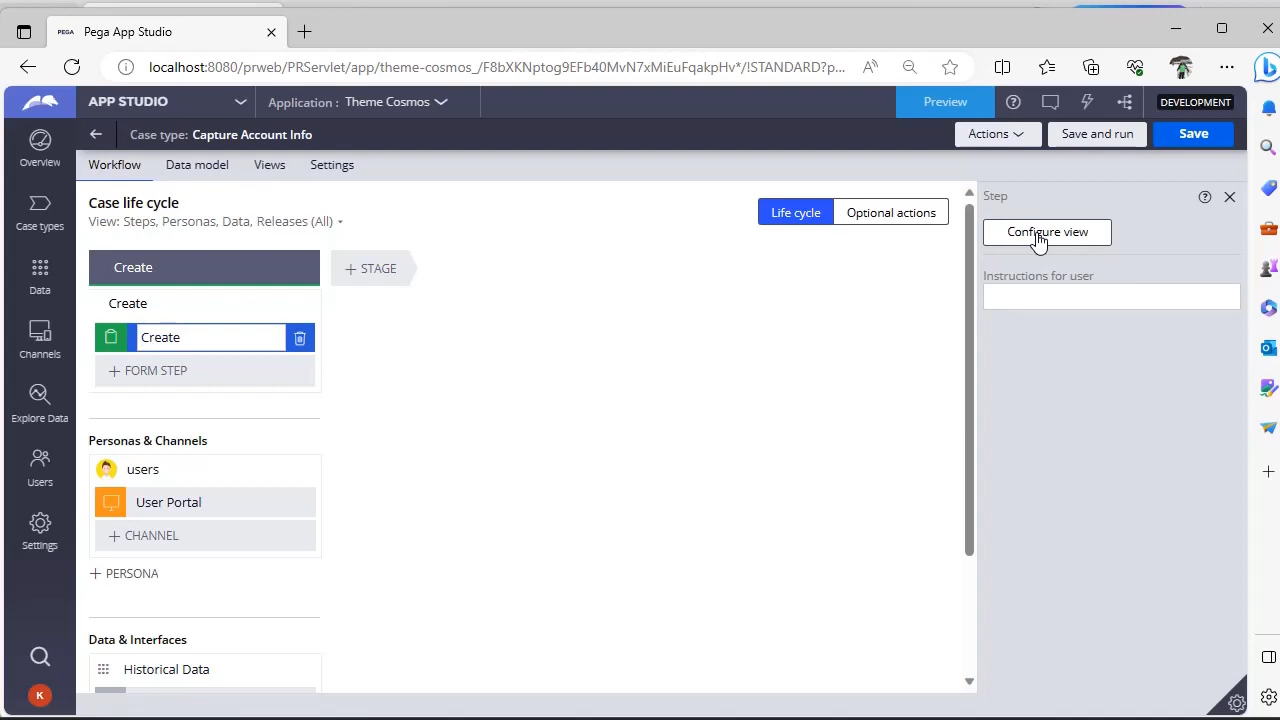 PEGA Pega App Studio
localhost:8080/prweb/PRServlet/app/theme-cosmos_/F8bXKNptog9EFb40MvN7xMiEuFqakpHv*/!STANDARD?p...
APP STUDIO
Application : Theme Cosmos
Preview
DEVELOPMENT
Case type: Capture Account Info
Actions
Save and run
Save
Overview
Case types
Data
Channels
Explore Data
Users
Settings
K
Workflow
Data model
Views
Settings
Case life cycle
View: Steps, Personas, Data, Releases (All)
Life cycle
Optional actions
Create
+ STAGE
Create
Create
+ FORM STEP
Personas & Channels
users
User Portal
+ CHANNEL
+ PERSONA
Data & Interfaces
Historical Data
Step
Configure view
Instructions for user